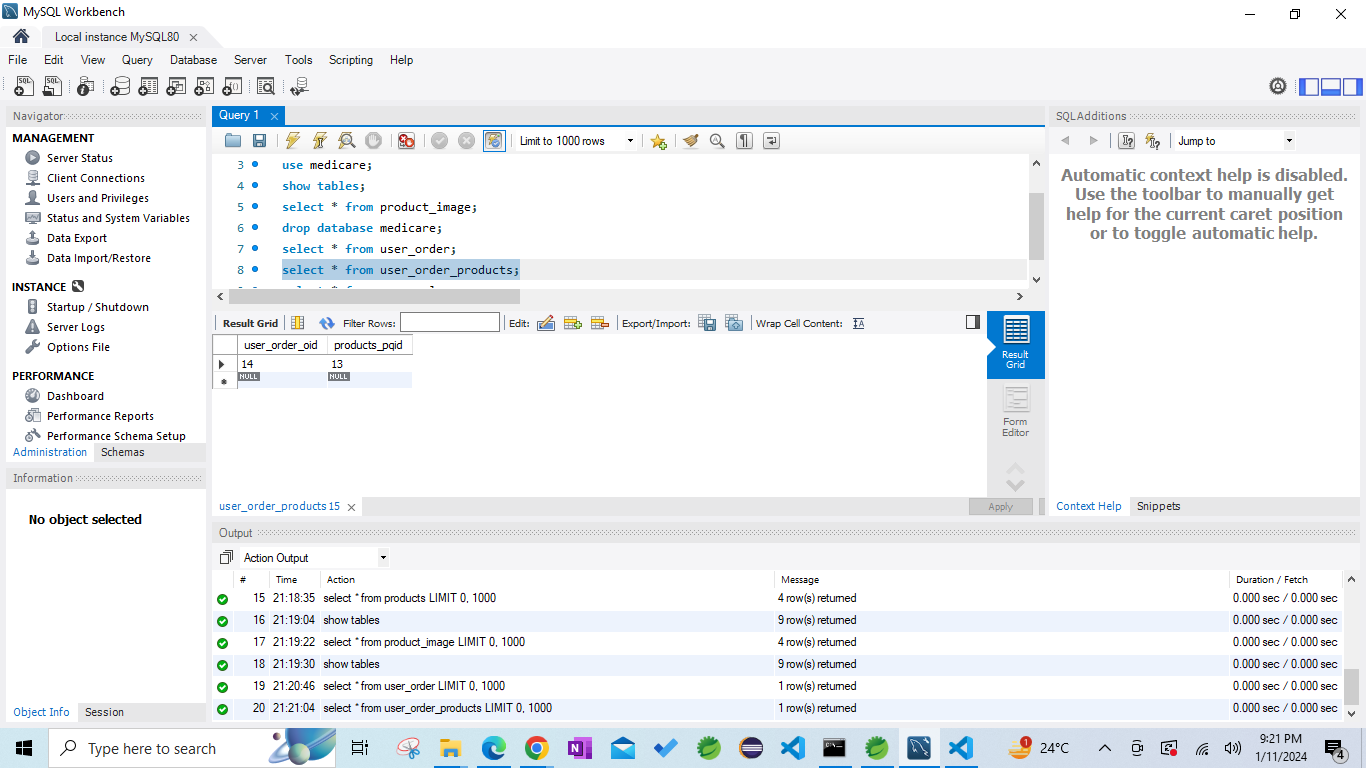 MySQL Workbench
Local instance MySQL80
File Edit View Query Database Server Tools Scripting Help
Navigator
MANAGEMENT
Server Status
Client Connections
Users and Privileges
Status and System Variables
Data Export
Data Import/Restore
INSTANCE
Startup / Shutdown
Server Logs
Options File
PERFORMANCE
Dashboard
Performance Reports
Performance Schema Setup
Administration Schemas
Information
No object selected
Object Info Session
Query 1
Limit to 1000 rows
3 use medicare;
4 show tables;
5 select * from product_image;
6 drop database medicare;
7 select * from user_order;
8 select * from user_order_products;
Result Grid Filter Rows: Edit: Export/Import: Wrap Cell Content:
user_order_oid products_pqid
14 13
NULL NULL
Result
Grid
Form
Editor
user_order_products 15
Apply
SQLAdditions
Jump to
Automatic context help is disabled.
Use the toolbar to manually get
help for the current caret position
or to toggle automatic help.
Context Help Snippets
Output
Action Output
# Time Action Message Duration / Fetch
15 21:18:35 select * from products LIMIT 0, 1000 4 row(s) returned 0.000 sec / 0.000 sec
16 21:19:04 show tables 9 row(s) returned 0.000 sec / 0.000 sec
17 21:19:22 select * from product_image LIMIT 0, 1000 4 row(s) returned 0.000 sec / 0.000 sec
18 21:19:30 show tables 9 row(s) returned 0.000 sec / 0.000 sec
19 21:20:46 select * from user_order LIMIT 0, 1000 1 row(s) returned 0.000 sec / 0.000 sec
20 21:21:04 select * from user_order_products LIMIT 0, 1000 1 row(s) returned 0.000 sec / 0.000 sec
Type here to search
1
24°C
9:21 PM
1/11/2024
4